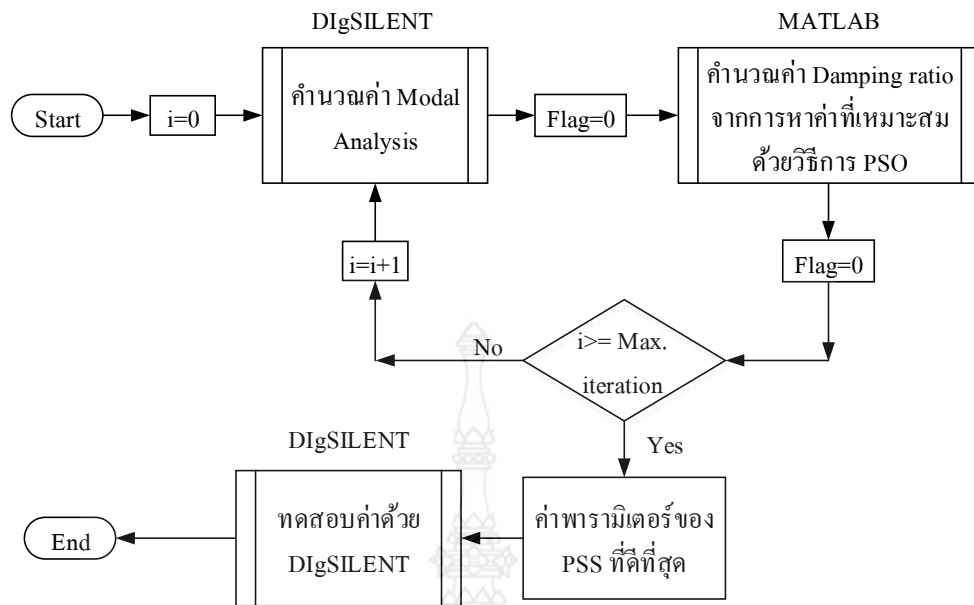 DIgSILENT
MATLAB
Start
i=0
คำนวณค่า Modal
Analysis
Flag=0
คำนวณค่า Damping ratio
จากการหาค่าที่เหมาะสม
ด้วยวิธีการ PSO
i=i+1
Flag=0
No
i>= Max.
iteration
Yes
DIgSILENT
End
ทดสอบค่าด้วย
DIgSILENT
ค่าพารามิเตอร์ของ
PSS ที่ดีที่สุด